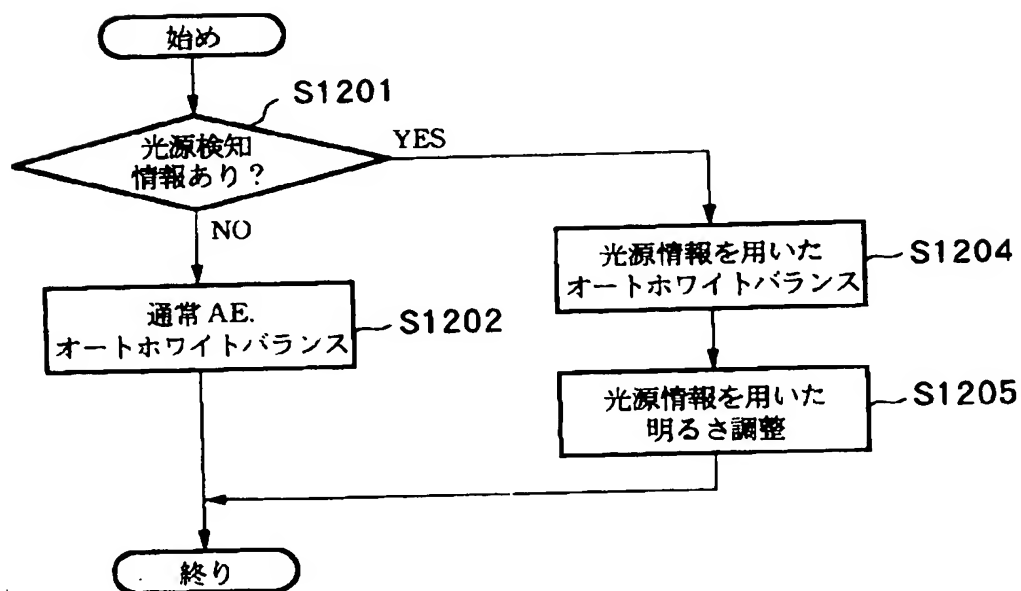 始め
S1201
光源検知
情報あり？
YES
NO
通常AE.
オートホワイトバランス
S1202
光源情報を用いた
オートホワイトバランス
S1204
光源情報を用いた
明るさ調整
S1205
終り